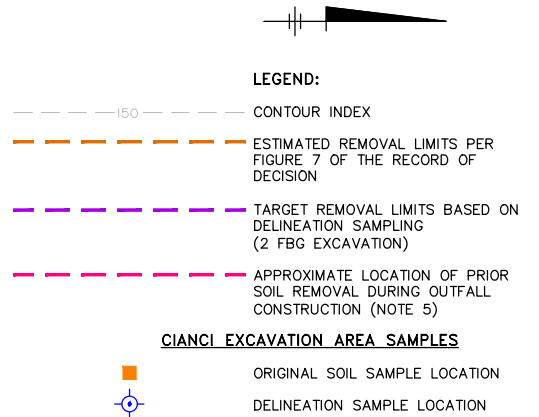 LEGEND:
150
CONTOUR INDEX
ESTIMATED REMOVAL LIMITS PER
FIGURE 7 OF THE RECORD OF
DECISION
TARGET REMOVAL LIMITS BASED ON
DELINEATION SAMPLING
(2 FBG EXCAVATION)
APPROXIMATE LOCATION OF PRIOR
SOIL REMOVAL DURING OUTFALL
CONSTRUCTION (NOTE 5)
CIANCI EXCAVATION AREA SAMPLES
ORIGINAL SOIL SAMPLE LOCATION
DELINEATION SAMPLE LOCATION